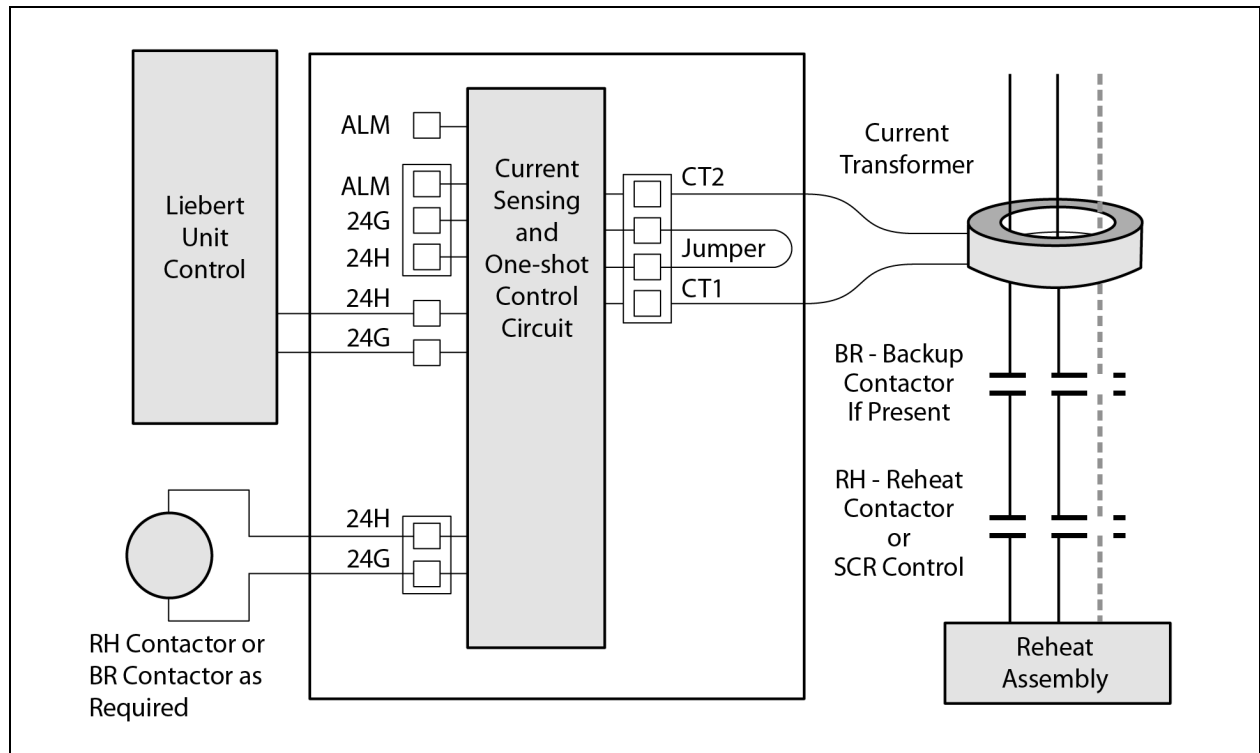 Liebert
Unit
Control
ALM
ALM
24G
24H
24H
24G
24H
24G
Current
Sensing
and
One-shot
Control
Circuit
CT2
Jumper
CT1
Current
Transformer
BR - Backup
Contactor
If Present
RH - Reheat
Contactor
or
SCR Control
Reheat
Assembly
RH Contactor or
BR Contactor as
Required